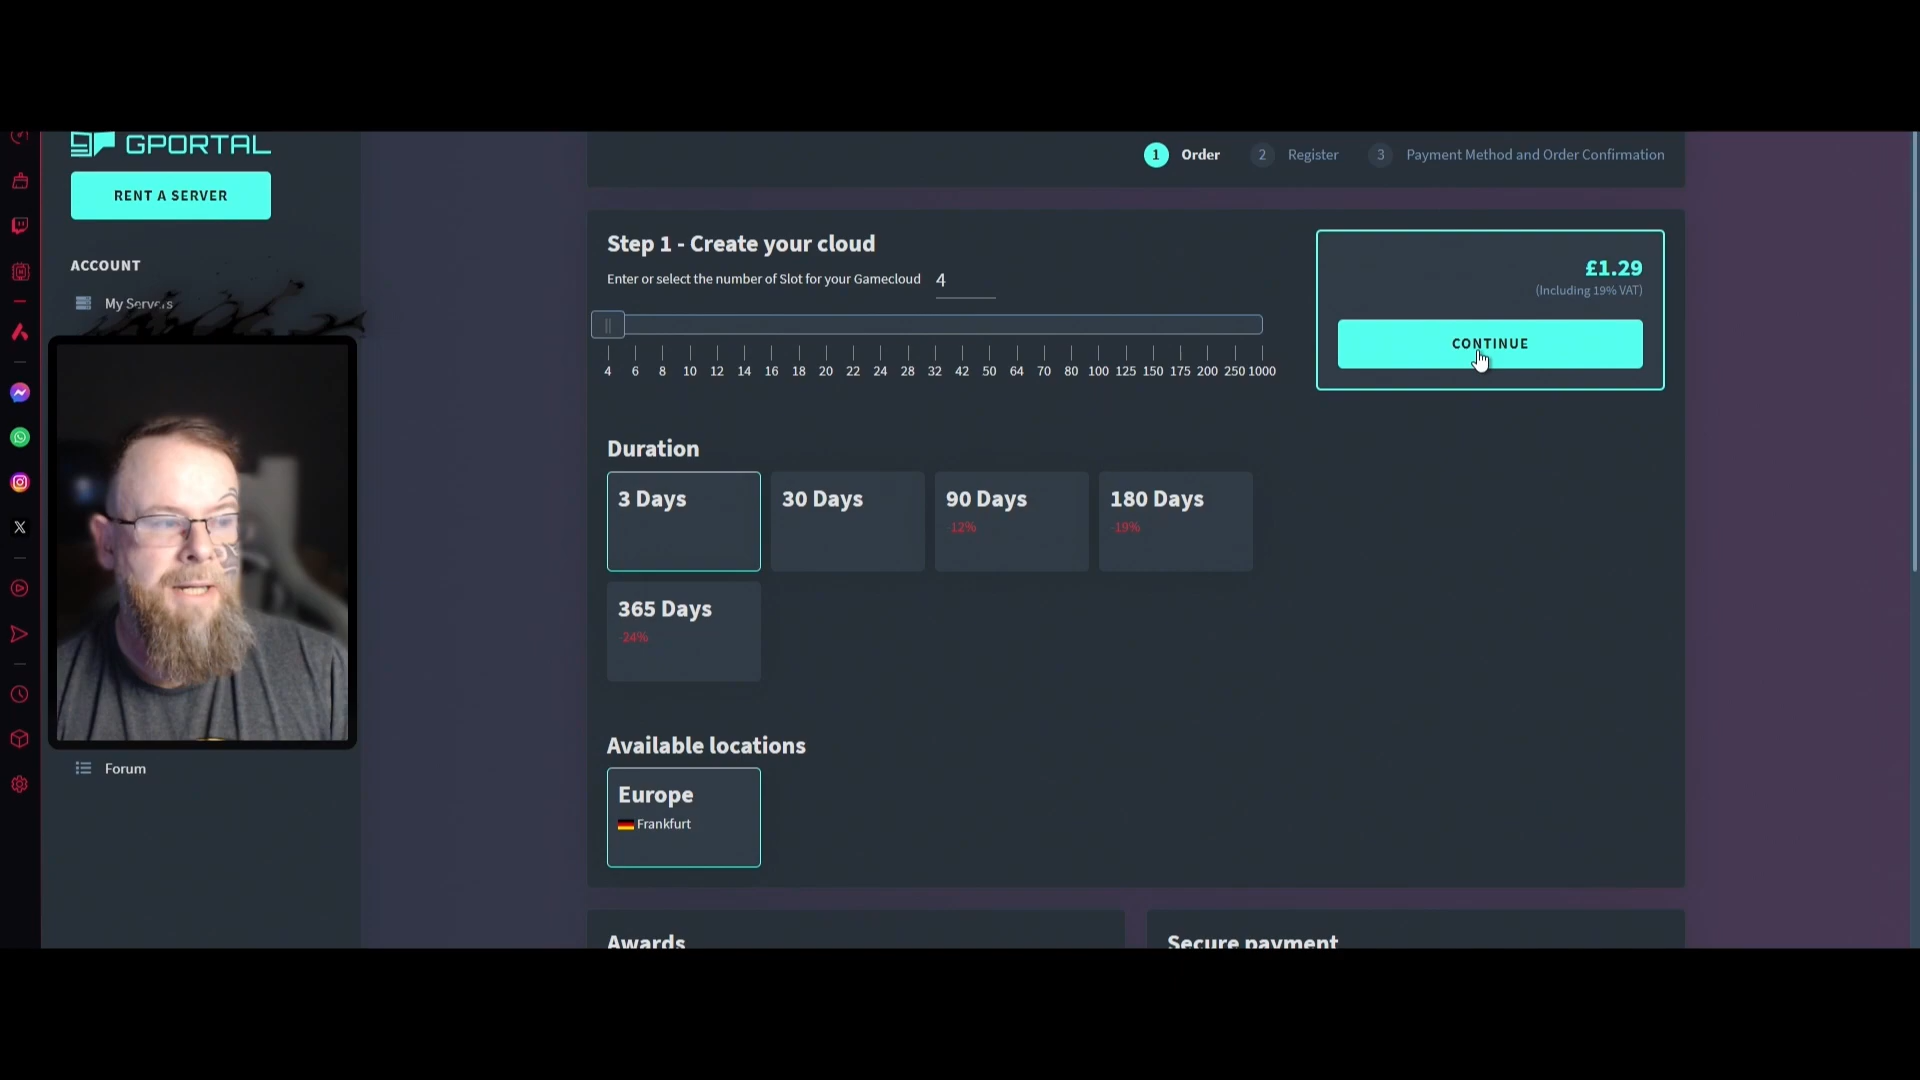 GPORTAL
RENT A SERVER
ACCOUNT
My Servers
Forum
1 Order 2 Register 3 Payment Method and Order Confirmation
Step 1 - Create your cloud
Enter or select the number of Slot for your Gamecloud 4
4 6 8 10 12 14 16 18 20 22 24 28 32 42 50 64 70 80 100 125 150 175 200 250 1000
£1.29
(Including 19% VAT)
CONTINUE
Duration
3 Days 30 Days 90 Days 180 Days
-12% -19%
365 Days
-24%
Available locations
Europe
Frankfurt
Awards Secure payment